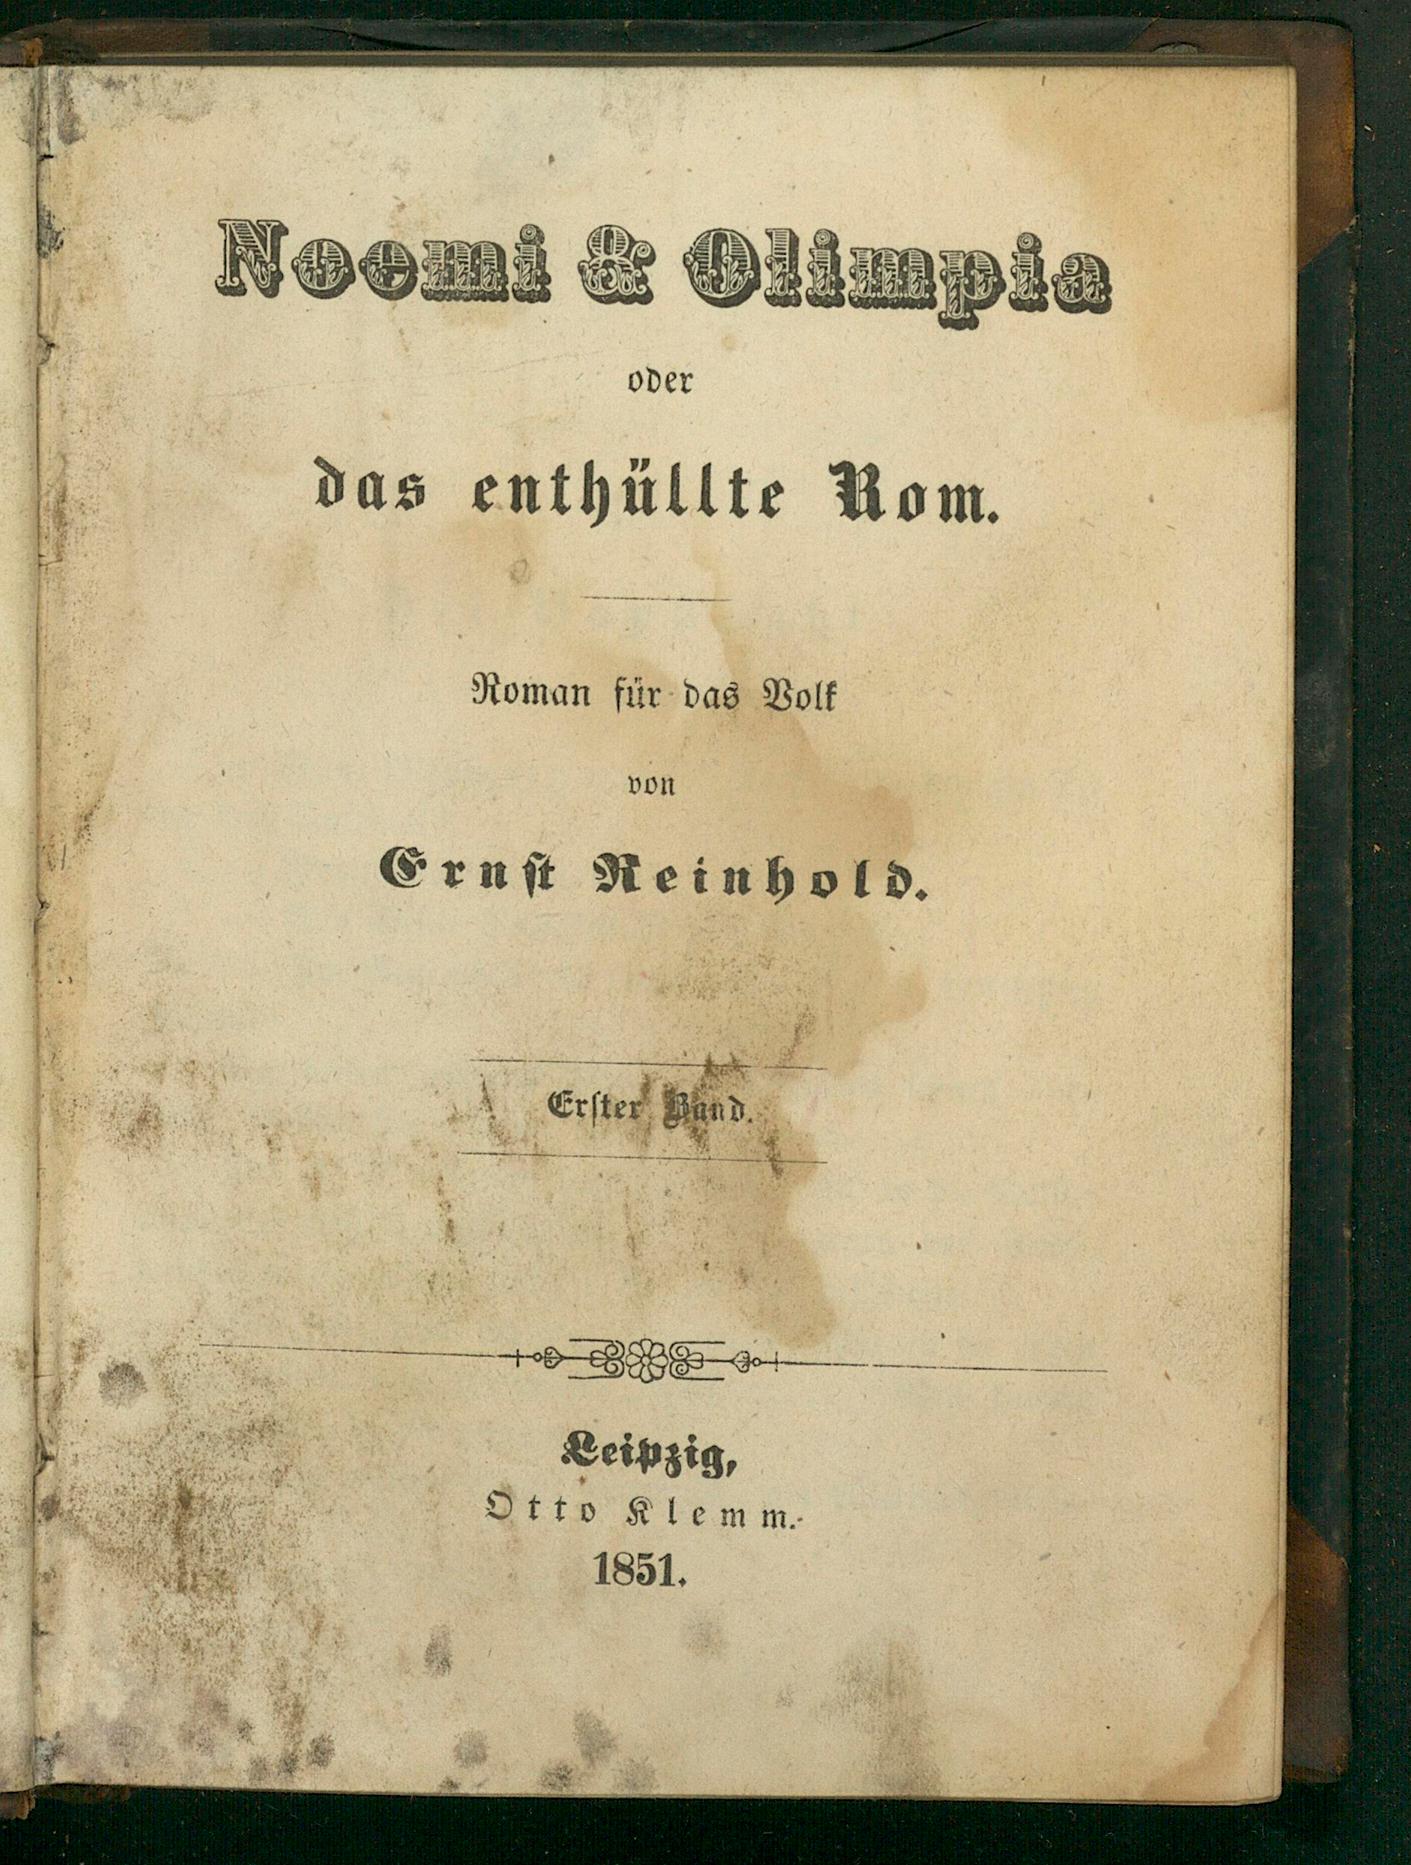 Noemi & Olimpia
oder
das enthüllte Rom.
Roman für das Volk
von
Ernſt Reinhold.
Erſter Band.
Leipzig,
Otto Klemm.
1851.